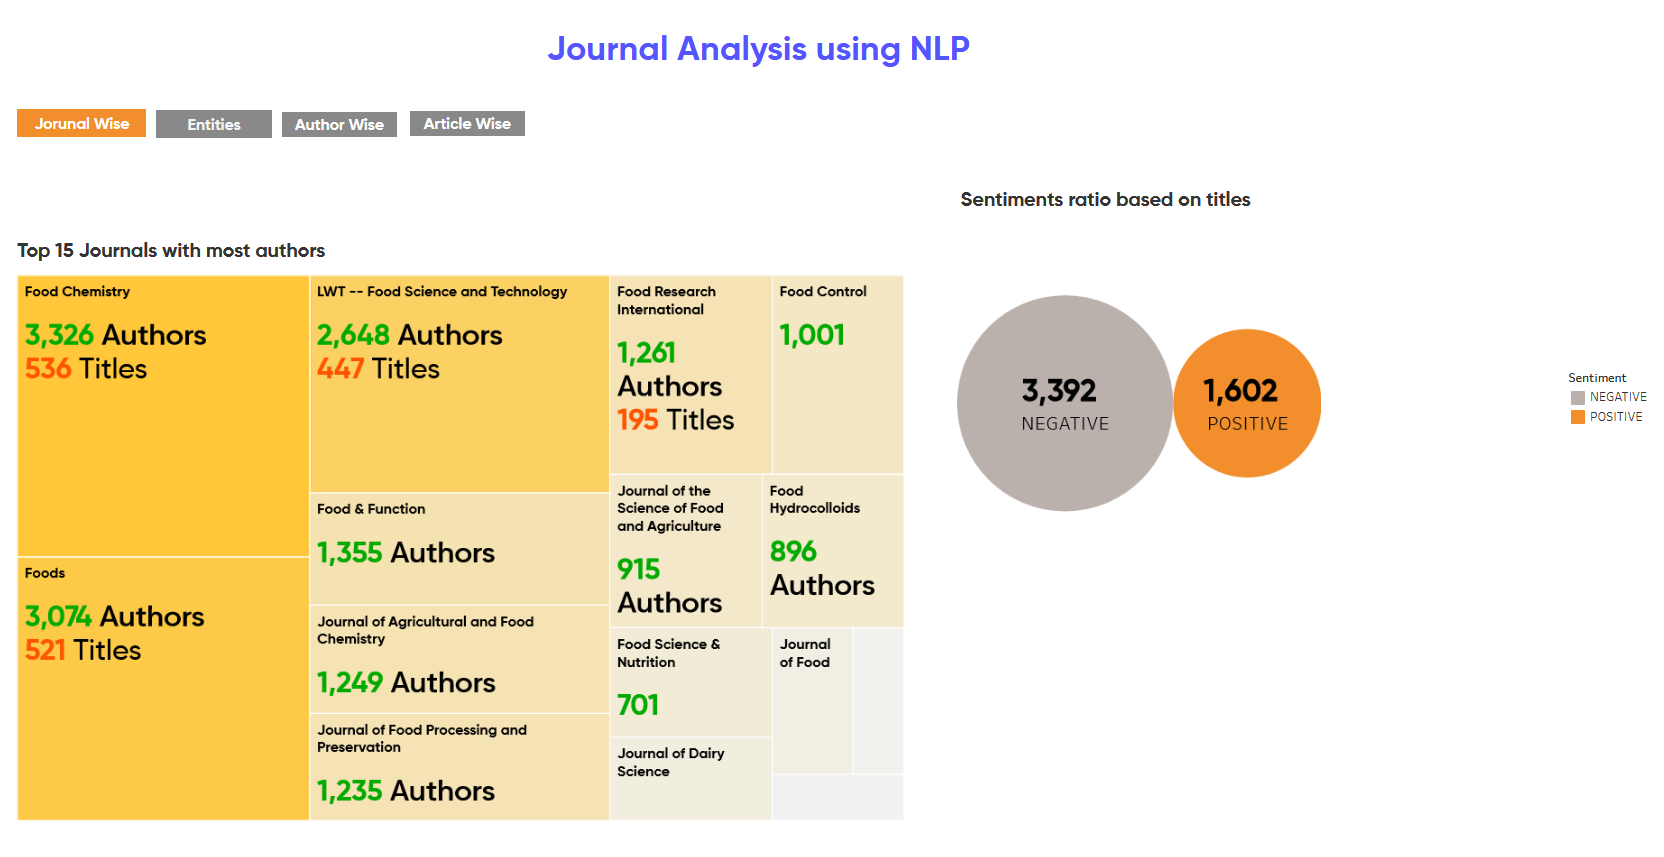 Journal Analysis using NLP
Jorunal Wise
Entities
Author Wise
Article Wise
Sentiments ratio based on titles
Top 15 Journals with most authors
Food Chemistry
3,326 Authors
536 Titles
LWT -- Food Science and Technology
2,648 Authors
447 Titles
Food Research
International
1,261
Authors
195 Titles
Food Control
1,001
Foods
3,074 Authors
521 Titles
Food & Function
1,355 Authors
Journal of Agricultural and Food
Chemistry
1,249 Authors
Journal of Food Processing and
Preservation
1,235 Authors
Journal of the
Science of Food
and Agriculture
915
Authors
Food
Hydrocolloids
896
Authors
Food Science &
Nutrition
701
Journal
of Food
Journal of Dairy
Science
3,392
NEGATIVE
1,602
POSITIVE
Sentiment
NEGATIVE
POSITIVE